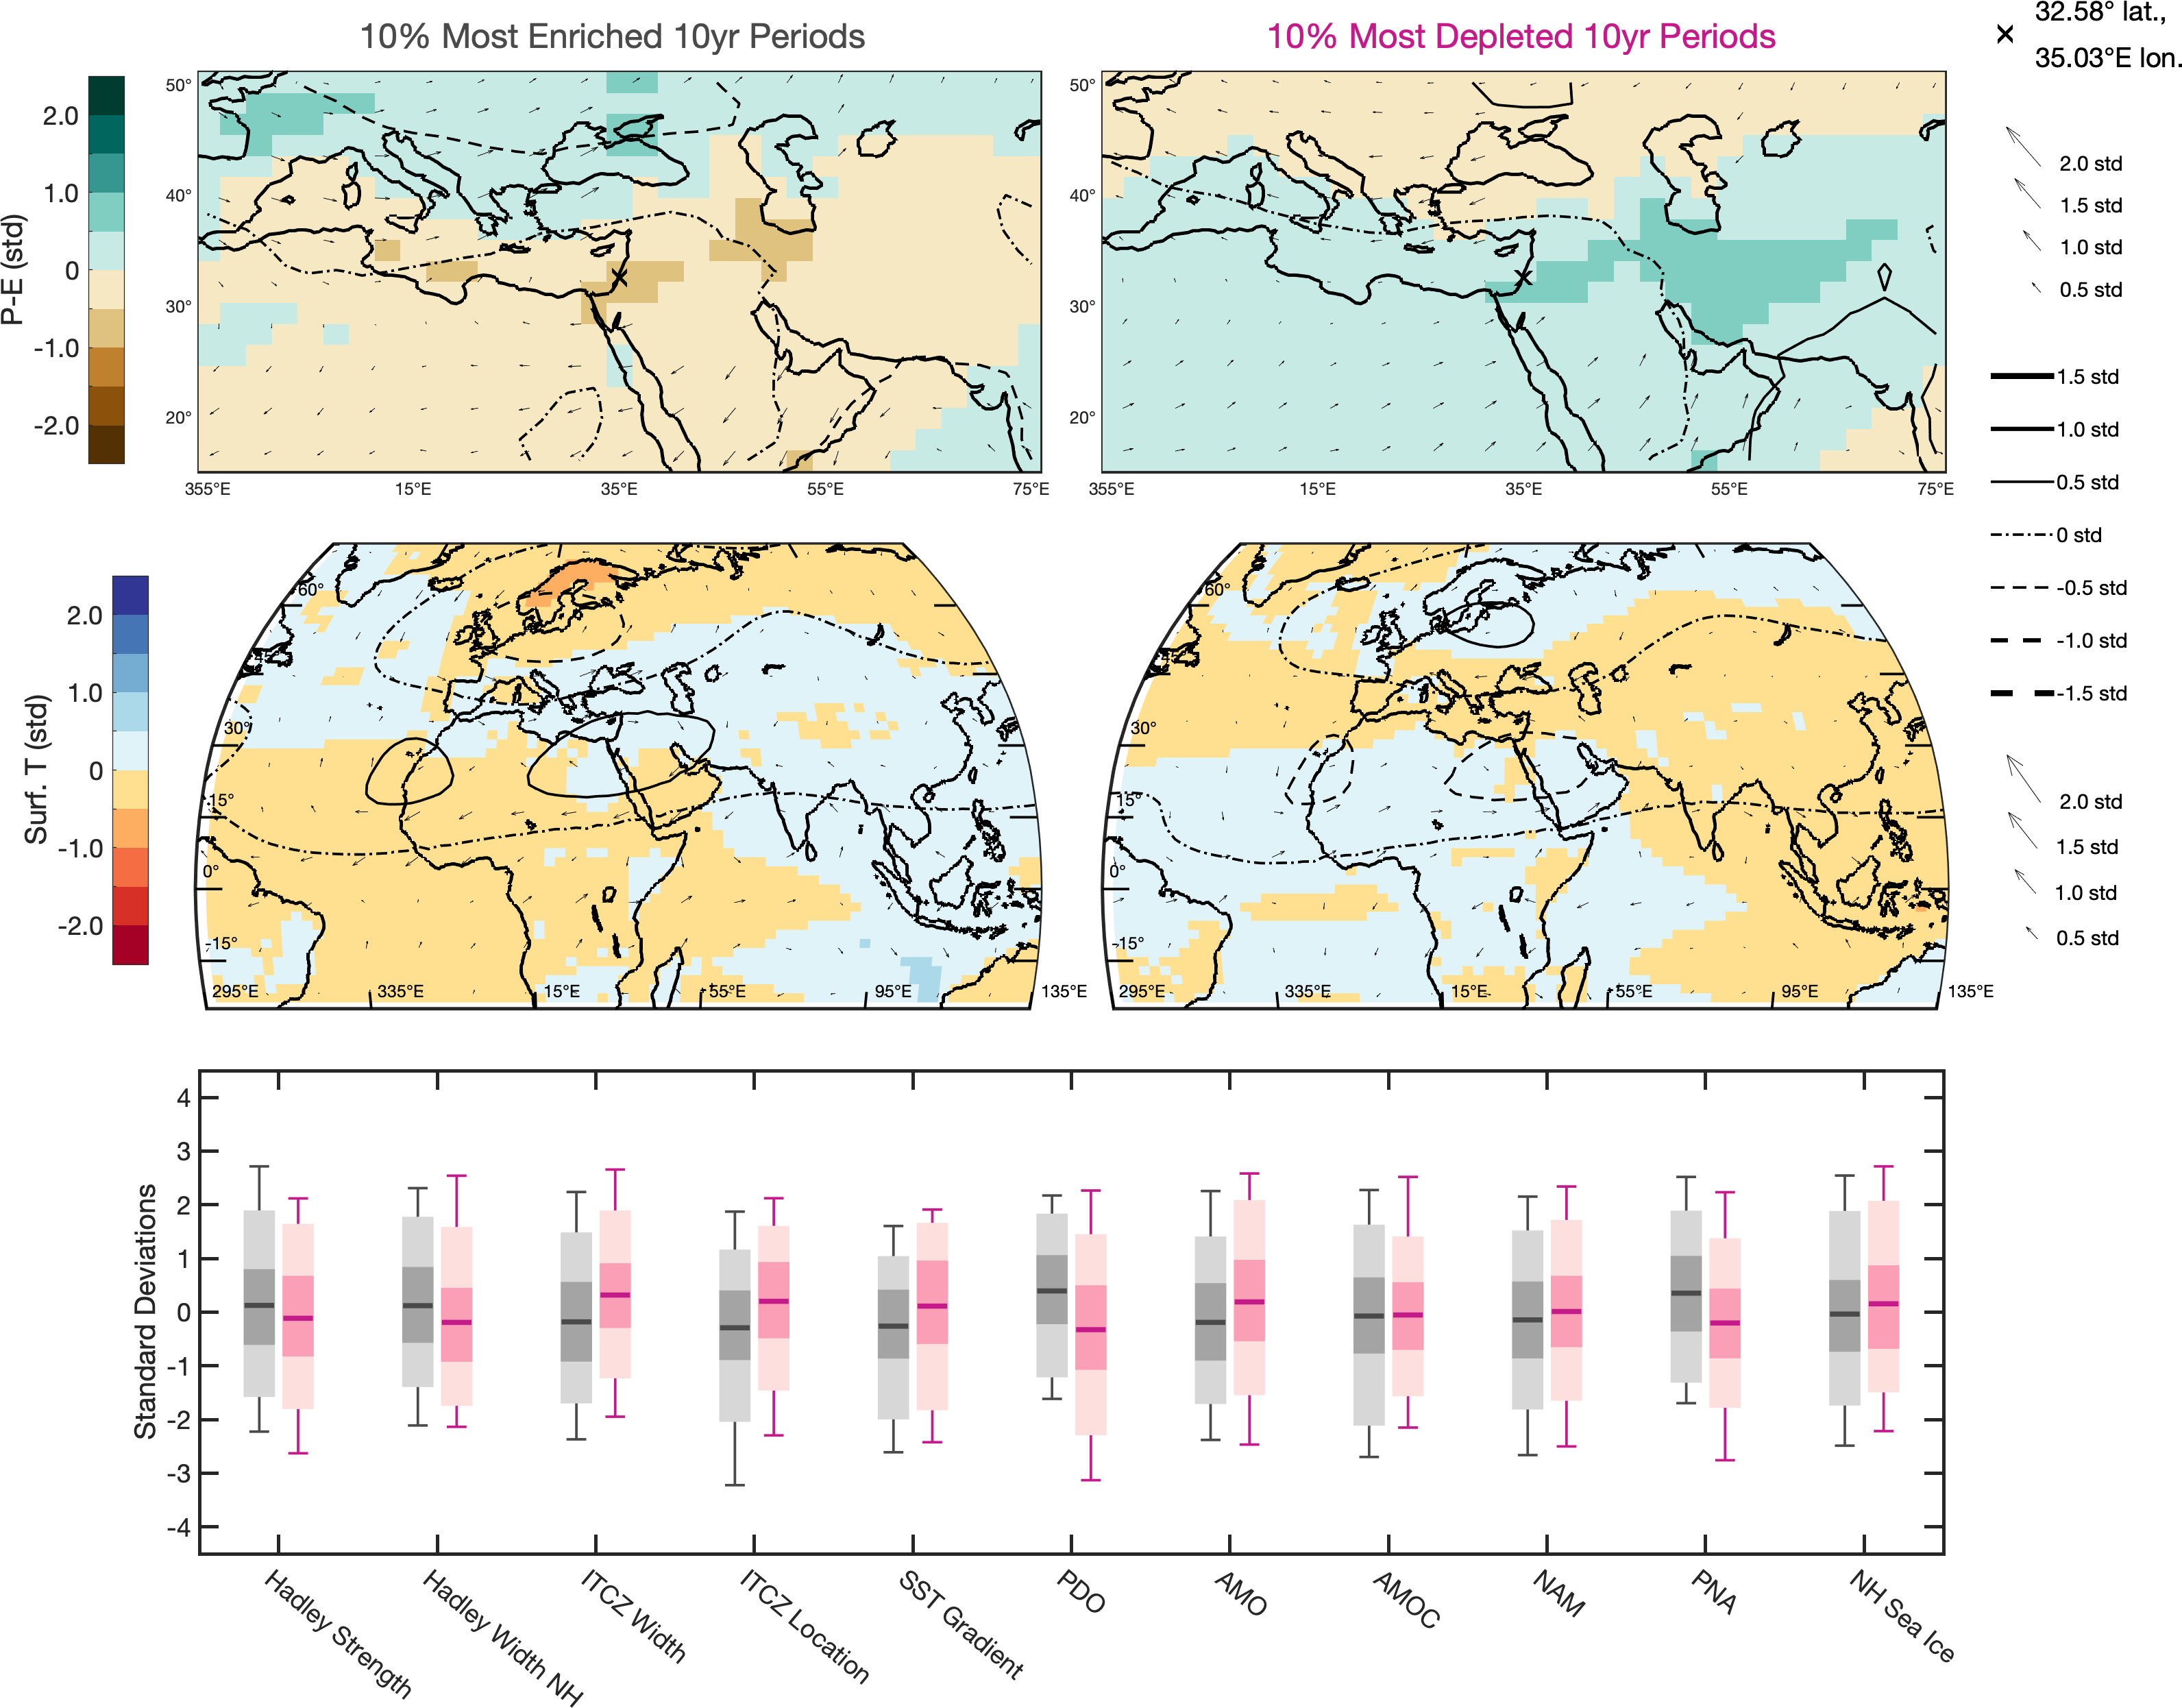 10% Most Enriched 10yr Periods
10% Most Depleted 10yr Periods
32.58° lat.,
35.03°E lon.
P-E (std)
2.0
1.0
0
-1.0
-2.0
50°
40°
30°
20°
355°E 15°E 35°E 55°E 75°E
50°
40°
30°
20°
355°E 15°E 35°E 55°E 75°E
2.0 std
1.5 std
1.0 std
0.5 std
1.5 std
1.0 std
0.5 std
0 std
-0.5 std
-1.0 std
-1.5 std
Surf. T (std)
2.0
1.0
0
-1.0
-2.0
60°
45°
30°
15°
0°
-15°
295°E 335°E 15°E 55°E 95°E 135°E
60°
45°
30°
15°
0°
-15°
295°E 335°E 15°E 55°E 95°E 135°E
2.0 std
1.5 std
1.0 std
0.5 std
Standard Deviations
4
3
2
1
0
-1
-2
-3
-4
Hadley Strength
Hadley Width NH
ITCZ Width
ITCZ Location
SST Gradient
PDO
AMO
AMOC
NAM
PNA
NH Sea Ice